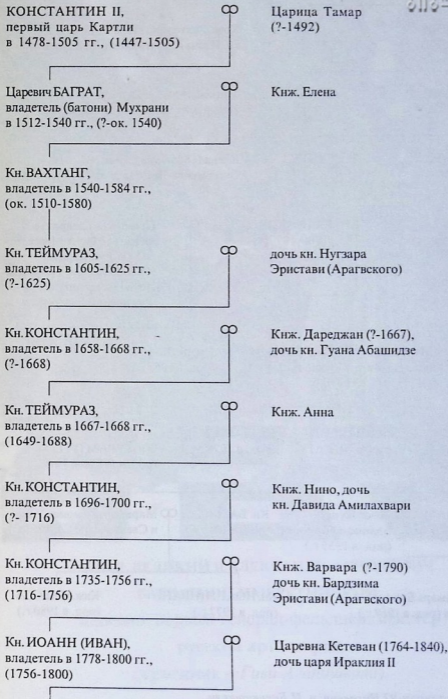 КОНСТАНТИН II,
первый царь Картли
в 1478-1505 гг., (1447-1505)
Царица Тамар
(?-1492)
Царевич БАГРАТ,
владетель (батони) Мухрани
в 1512-1540 гг., (?-ок. 1540)
Кнж. Елена
Кн. ВАХТАНГ,
владетель в 1540-1584 гг.,
(ок. 1510-1580)
Кн. ТЕЙМУРАЗ,
владетель в 1605-1625 гг.,
(?-1625)
дочь кн. Нугзара
Эристави (Арагвского)
Кн. КОНСТАНТИН,
владетель в 1658-1668 гг.,
(?-1668)
Кнж. Дареджан (?-1667),
дочь кн. Гуана Абашидзе
Кн. ТЕЙМУРАЗ,
владетель в 1667-1668 гг.,
(1649-1688)
Кнж. Анна
Кн. КОНСТАНТИН,
владетель в 1696-1700 гг.,
(?- 1716)
Кнж. Нино, дочь
кн. Давида Амилахвари
Кн. КОНСТАНТИН,
владетель в 1735-1756 гг.,
(1716-1756)
Кнж. Варвара (?-1790)
дочь кн. Бардзима
Эристави (Арагвского)
Кн. ИОАНН (ИВАН),
владетель в 1778-1800 гг.,
(1756-1800)
Царевна Кетеван (1764-1840),
дочь царя Ираклия II